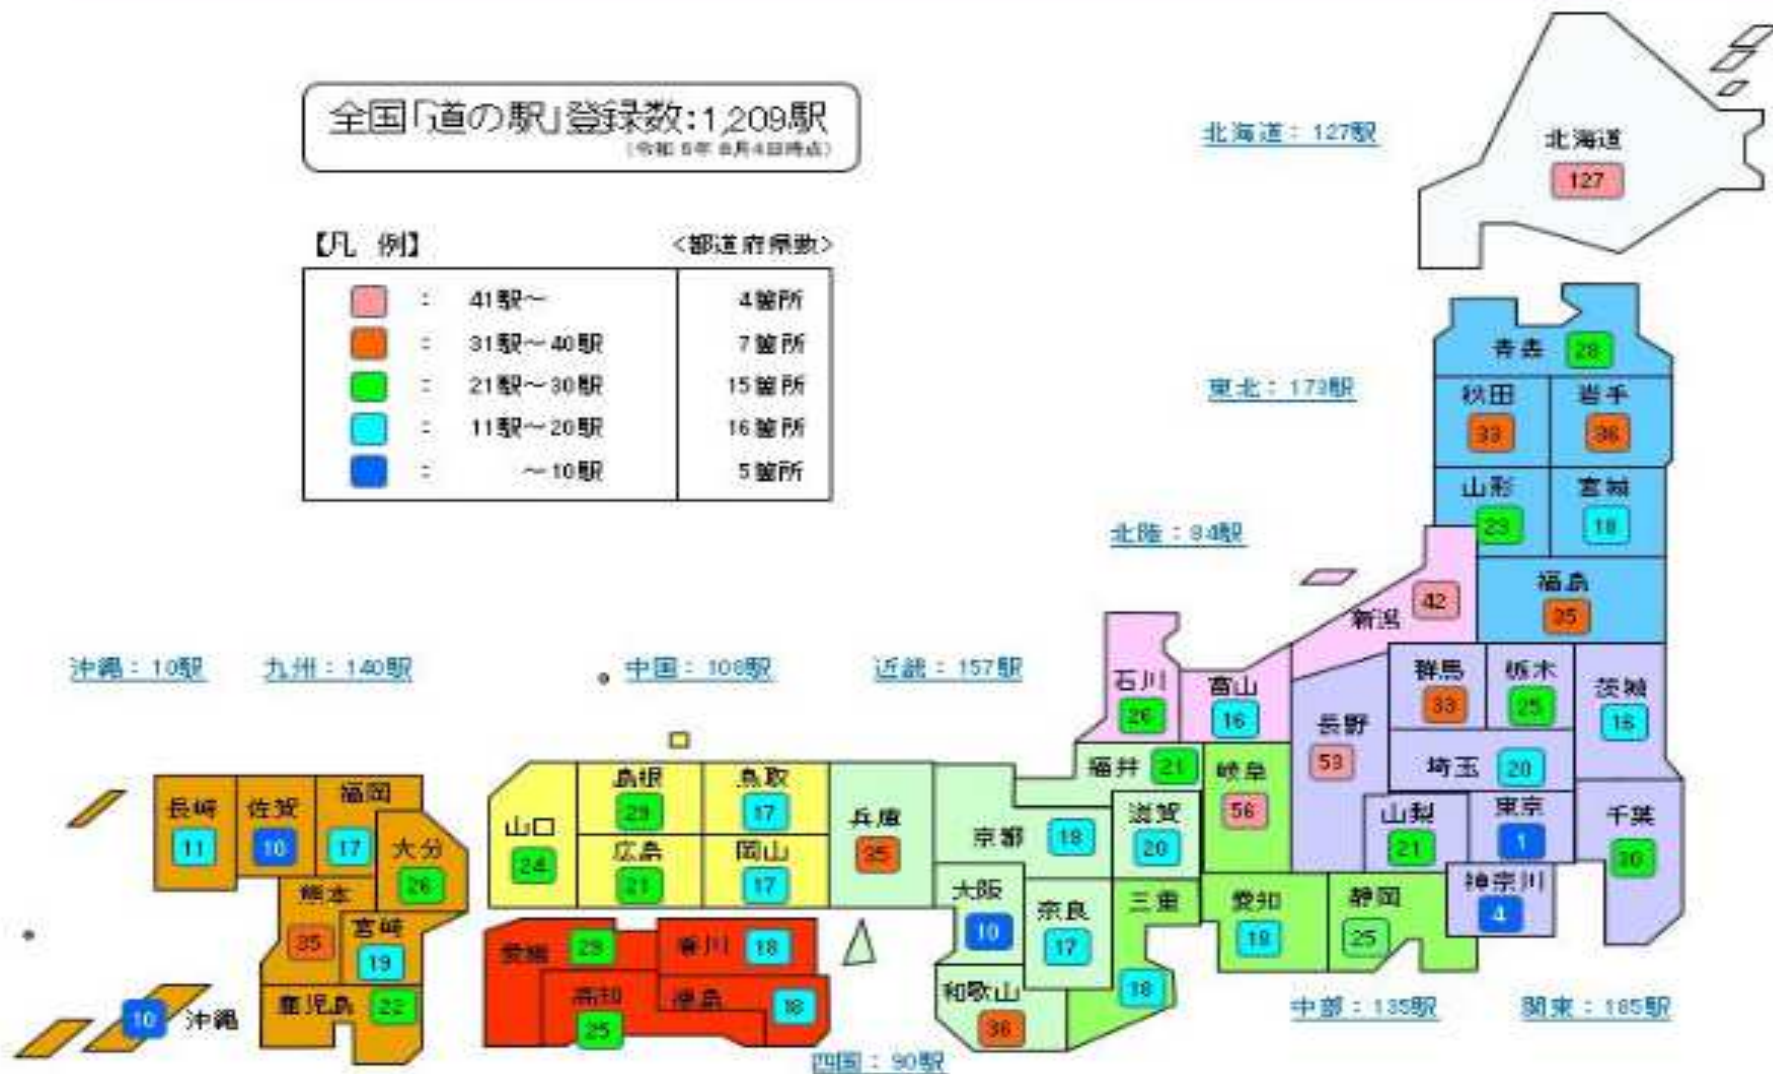 全国「道の駅」登録数:1,209駅
【凡 例】 <都道府県数>
: 41駅~ 4箇所
: 31駅~40駅 7箇所
: 21駅~30駅 15箇所
: 11駅~20駅 16箇所
: ~10駅 5箇所
北海道:127駅
北海道
127
東北:173駅
青森 28
秋田
33
岩手
山形
宮城
18
福島
35
北陸:84駅
新潟 42
石川
26
富山
16
沖縄:10駅
九州:140駅
中国:108駅
近畿:157駅
群馬
33
栃木
25
茨城
16
長野
53
埼玉 20
山梨
21
東京
1
千葉
30
神奈川
4
福井 21
岐阜
56
滋賀
20
京都 18
兵庫
35
大阪
10
奈良
17
三重
18
和歌山
36
愛知
18
静岡
25
島根
29
鳥取
17
山口
24
広島
21
岡山
17
愛媛 29
香川 18
高知
25
徳島
18
長崎
11
佐賀
10
福岡
17
大分
26
熊本
35
宮崎
19
鹿児島 22
10 沖縄
四国:90駅
中部:135駅
関東:185駅